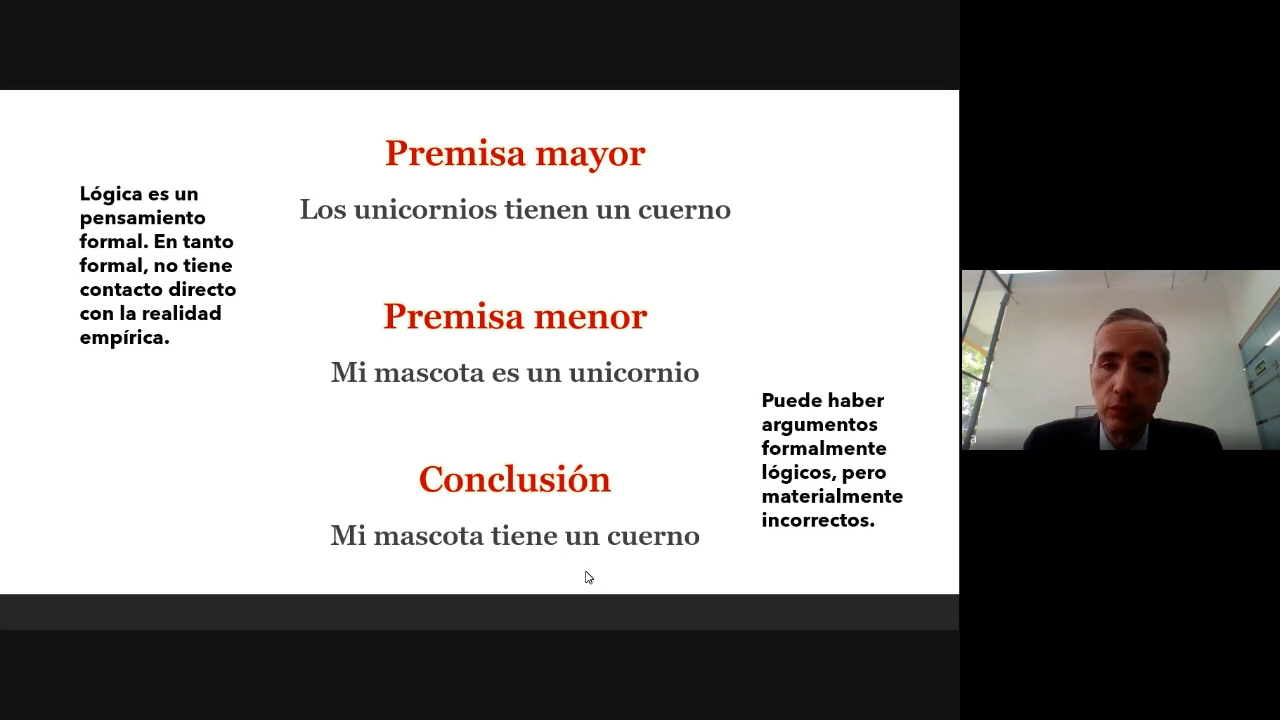 Premisa mayor
Lógica es un
pensamiento
formal. En tanto
formal, no tiene
contacto directo
con la realidad
empírica.
Los unicornios tienen un cuerno
Premisa menor
Mi mascota es un unicornio
Puede haber
argumentos
formalmente
lógicos, pero
materialmente
incorrectos.
Conclusión
Mi mascota tiene un cuerno